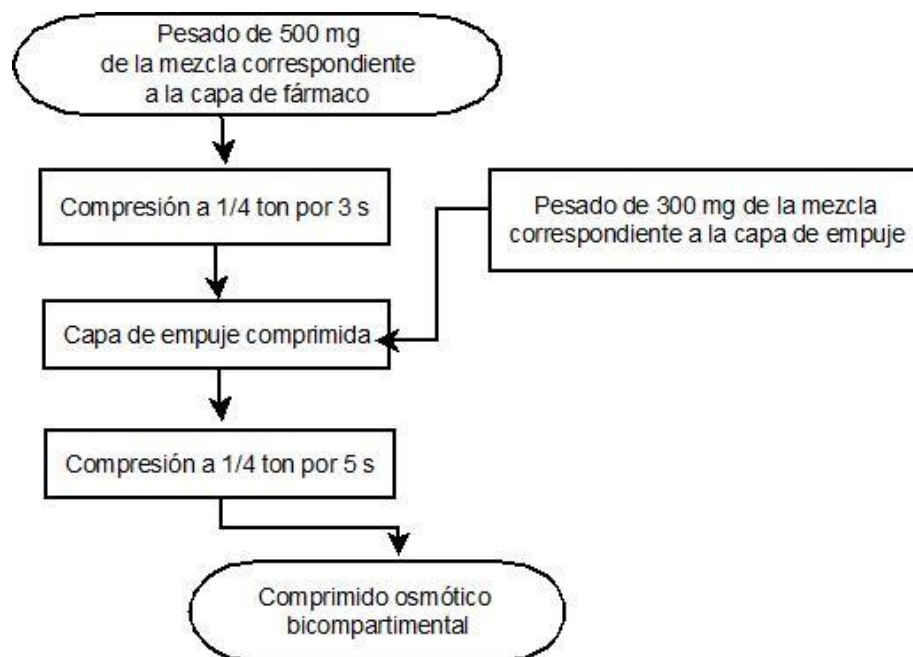 Pesado de 500 mg
de la mezcla correspondiente
a la capa de fármaco
Compresión a 1/4 ton por 3 s
Pesado de 300 mg de la mezcla
correspondiente a la capa de empuje
Capa de empuje comprimida
Compresión a 1/4 ton por 5 s
Comprimido osmótico
bicompartimental